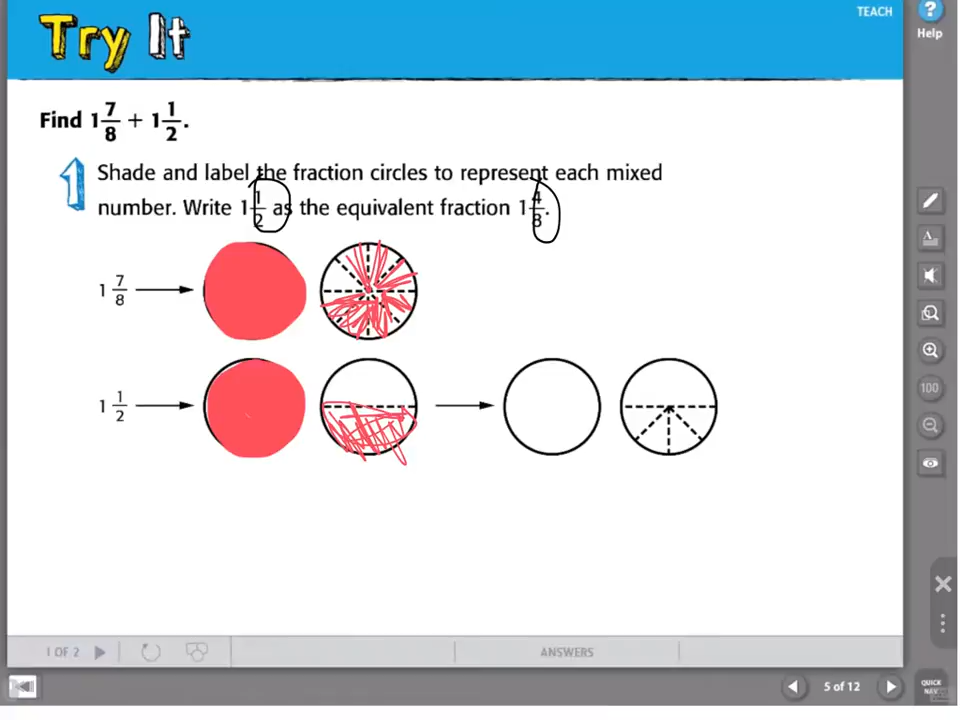 TEACH
Try It
Help
Find 1 7/8 + 1 1/2.
1 Shade and label the fraction circles to represent each mixed
number. Write 1 1/2 as the equivalent fraction 1 4/8.
1 7/8
1 1/2
100
1 OF 2
ANSWERS
5 of 12
QUICK
NAV